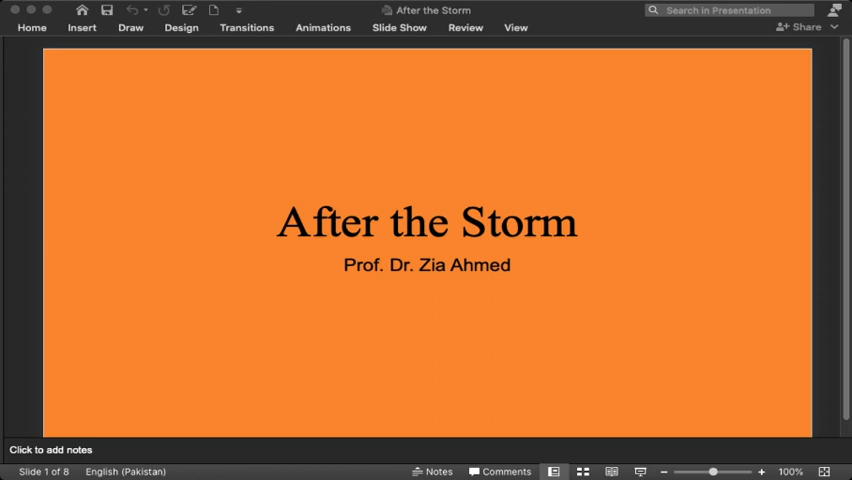 After the Storm
Search in Presentation
Home Insert Draw Design Transitions Animations Slide Show Review View Share
After the Storm
Prof. Dr. Zia Ahmed
Click to add notes
Slide 1 of 8 English (Pakistan) Notes Comments 100%